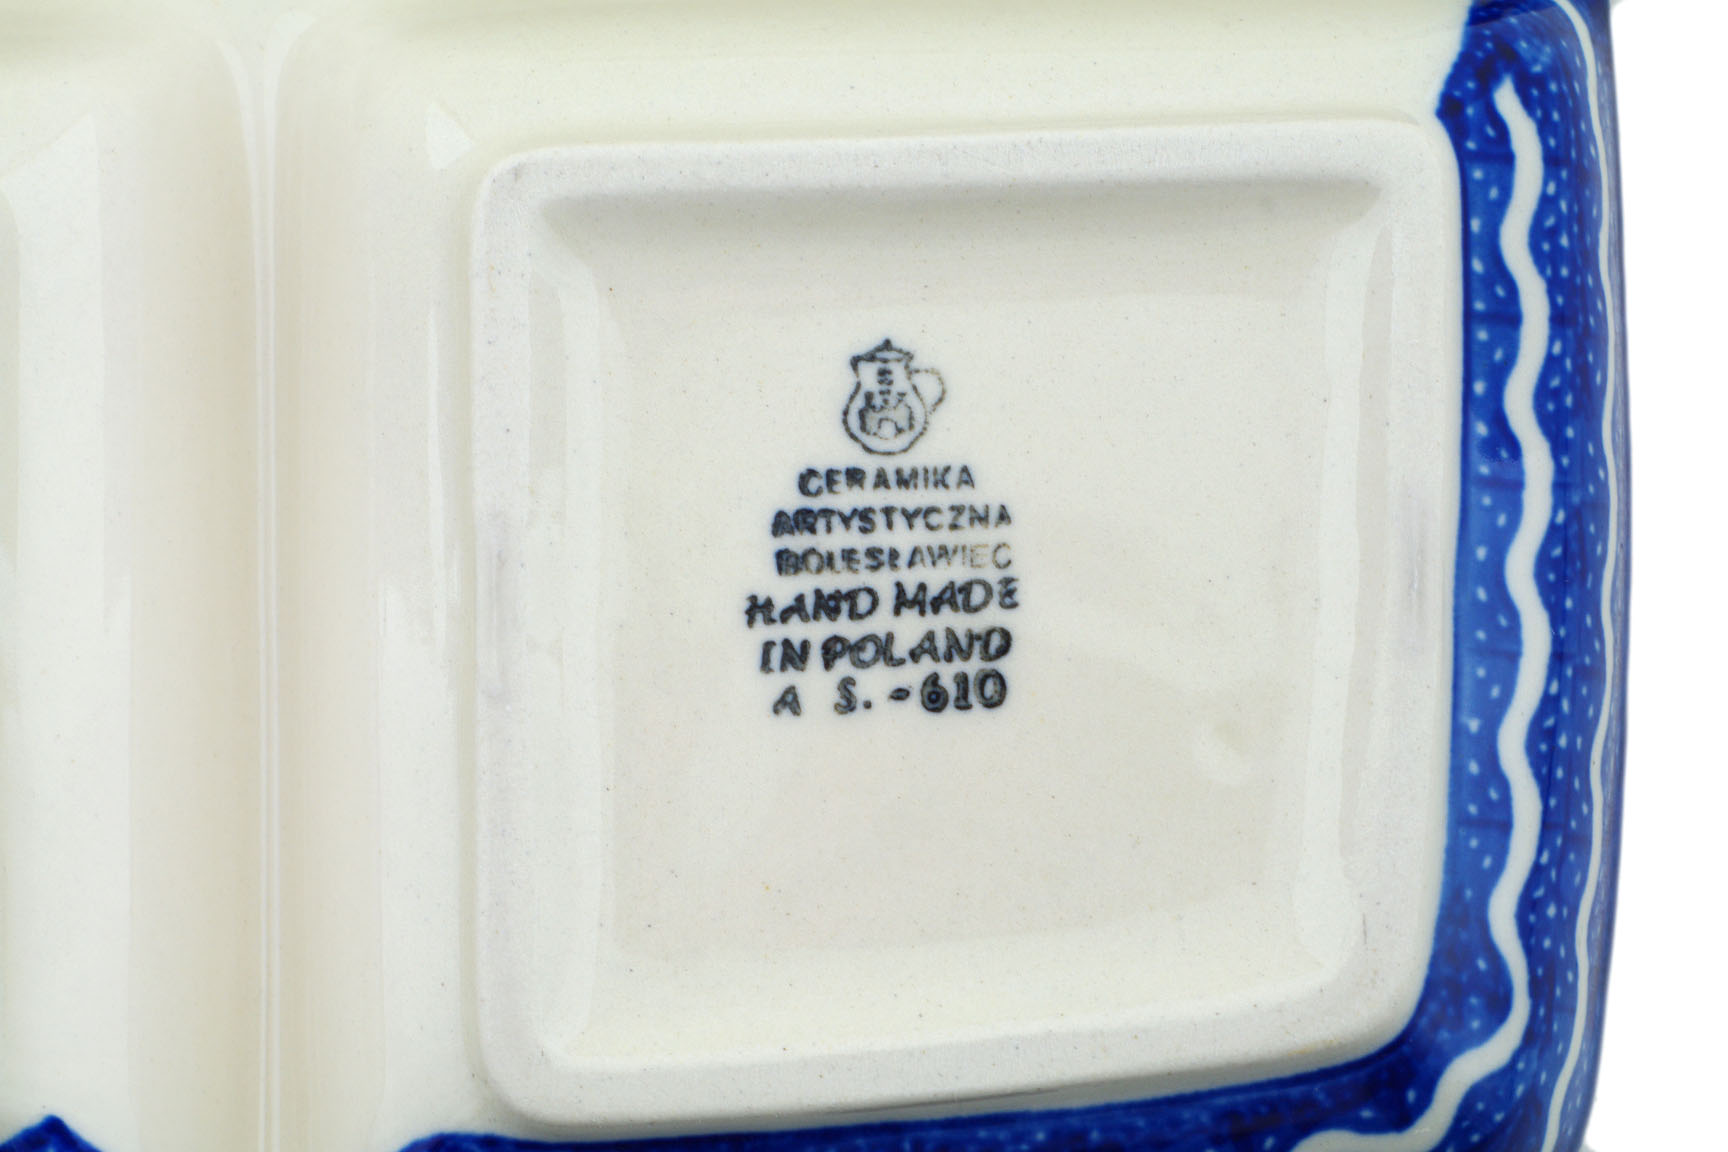 CERAMIKA
ARTYSTYCZNA
BOLESŁAWIEC
HAND MADE
IN POLAND
A S. - 610